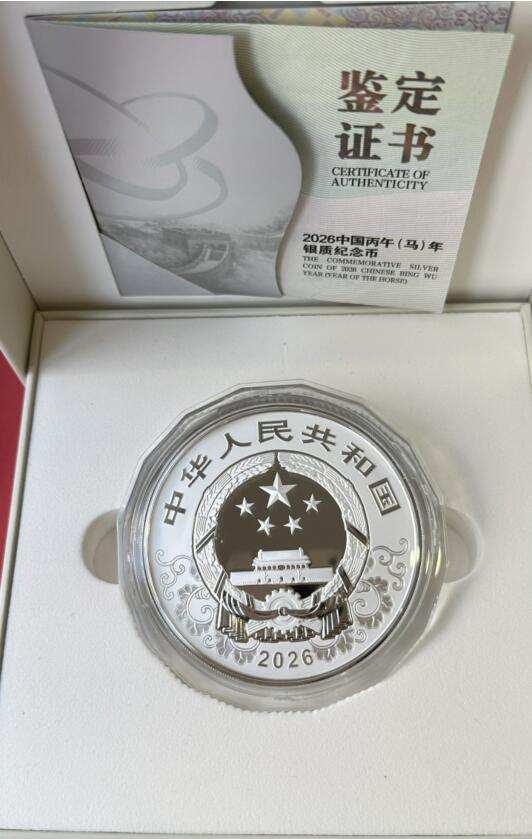 鉴定
证书
CERTIFICATE OF
AUTHENTICITY
2026中国丙午(马)年
银质纪念币
THE COMMEMORATIVE SILVER
COIN OF 2026 CHINESE BING WU
YEAR (YEAR OF THE HORSE)
中华人民共和国
2026